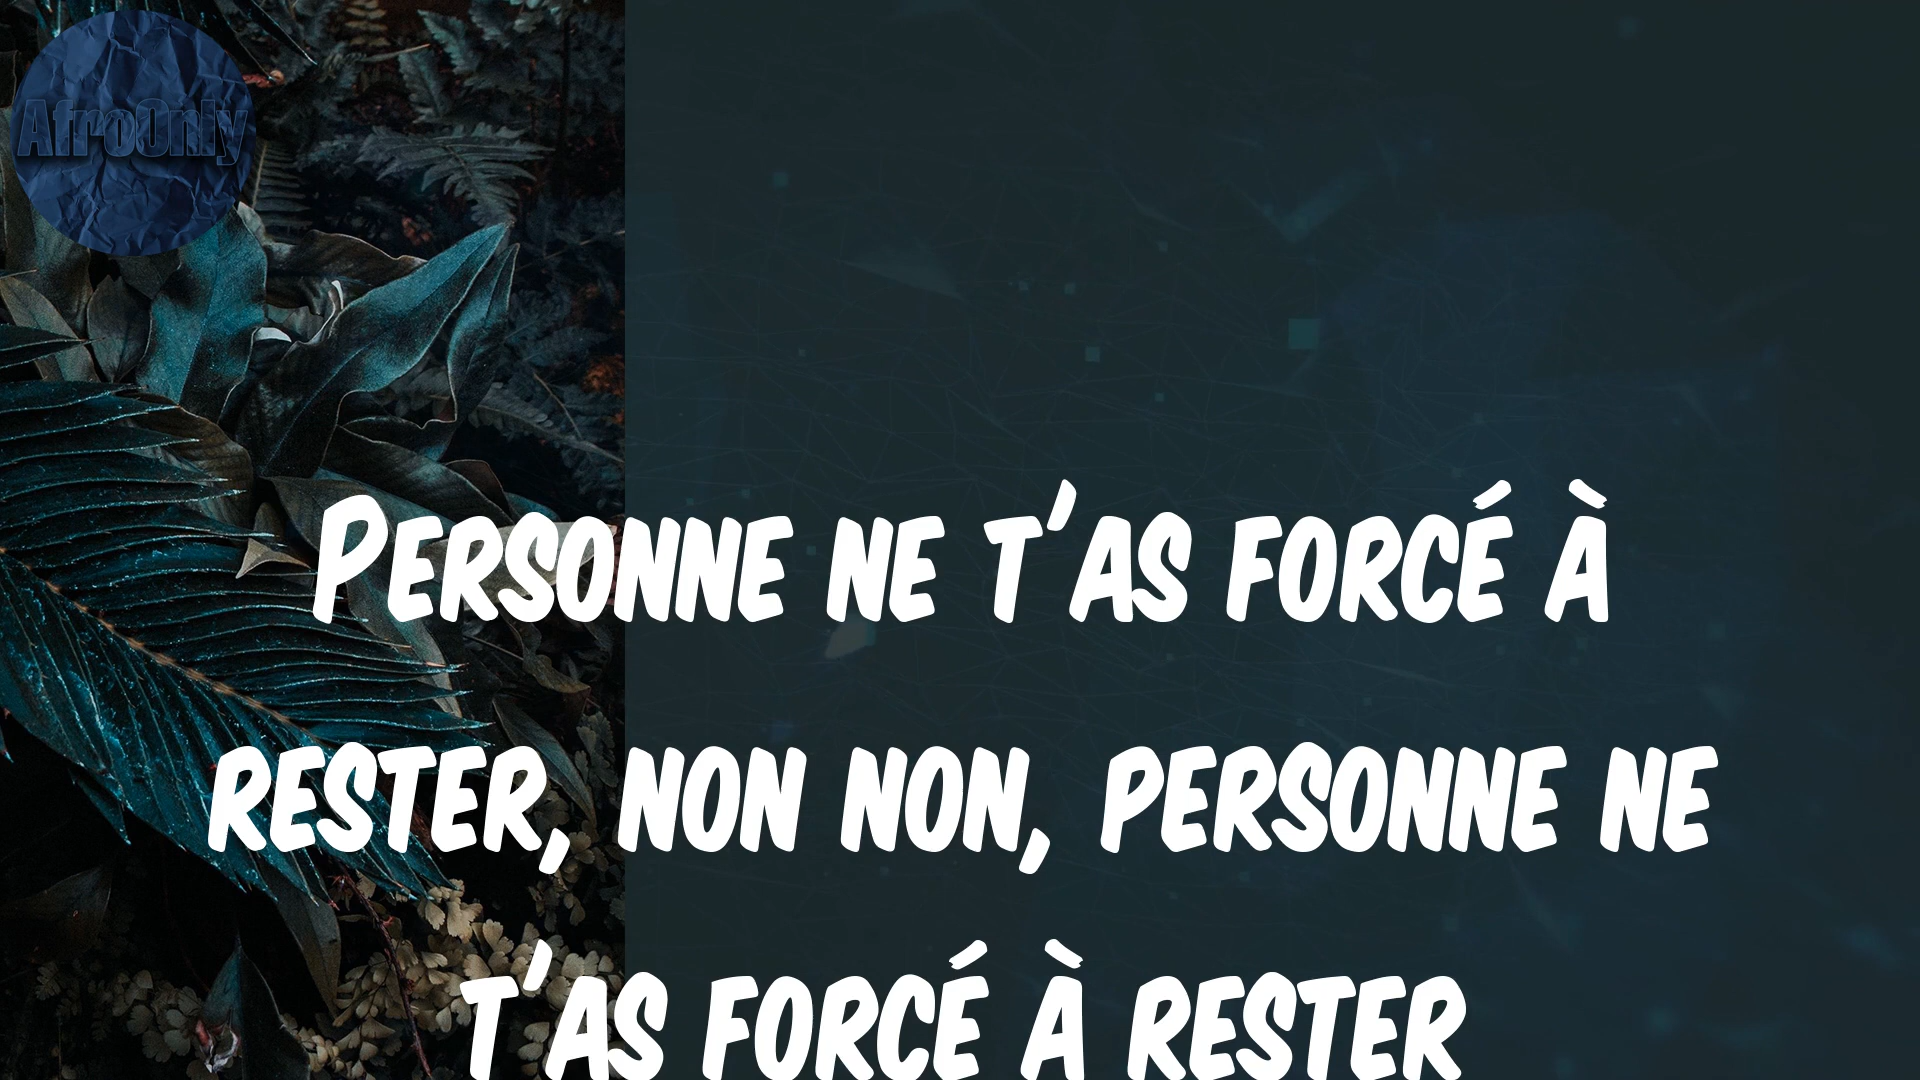 AfroOnly
Personne ne t'as forcé à
rester, non non, personne ne
t'as forcé à rester